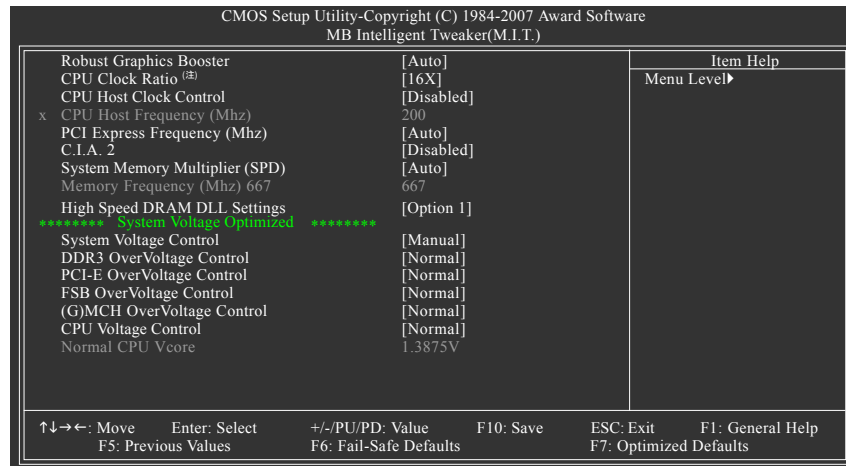 CMOS Setup Utility-Copyright (C) 1984-2007 Award Software
MB Intelligent Tweaker(M.I.T.)
Robust Graphics Booster [Auto]
CPU Clock Ratio (注) [16X]
CPU Host Clock Control [Disabled]
x CPU Host Frequency (Mhz) 200
PCI Express Frequency (Mhz) [Auto]
C.I.A. 2 [Disabled]
System Memory Multiplier (SPD) [Auto]
Memory Frequency (Mhz) 667 667
High Speed DRAM DLL Settings [Option 1]
******** System Voltage Optimized ********
System Voltage Control [Manual]
DDR3 OverVoltage Control [Normal]
PCI-E OverVoltage Control [Normal]
FSB OverVoltage Control [Normal]
(G)MCH OverVoltage Control [Normal]
CPU Voltage Control [Normal]
Normal CPU Vcore 1.3875V
Item Help
Menu Level▶
↑↓→←: Move Enter: Select +/-/PU/PD: Value F10: Save ESC: Exit F1: General Help
F5: Previous Values F6: Fail-Safe Defaults F7: Optimized Defaults